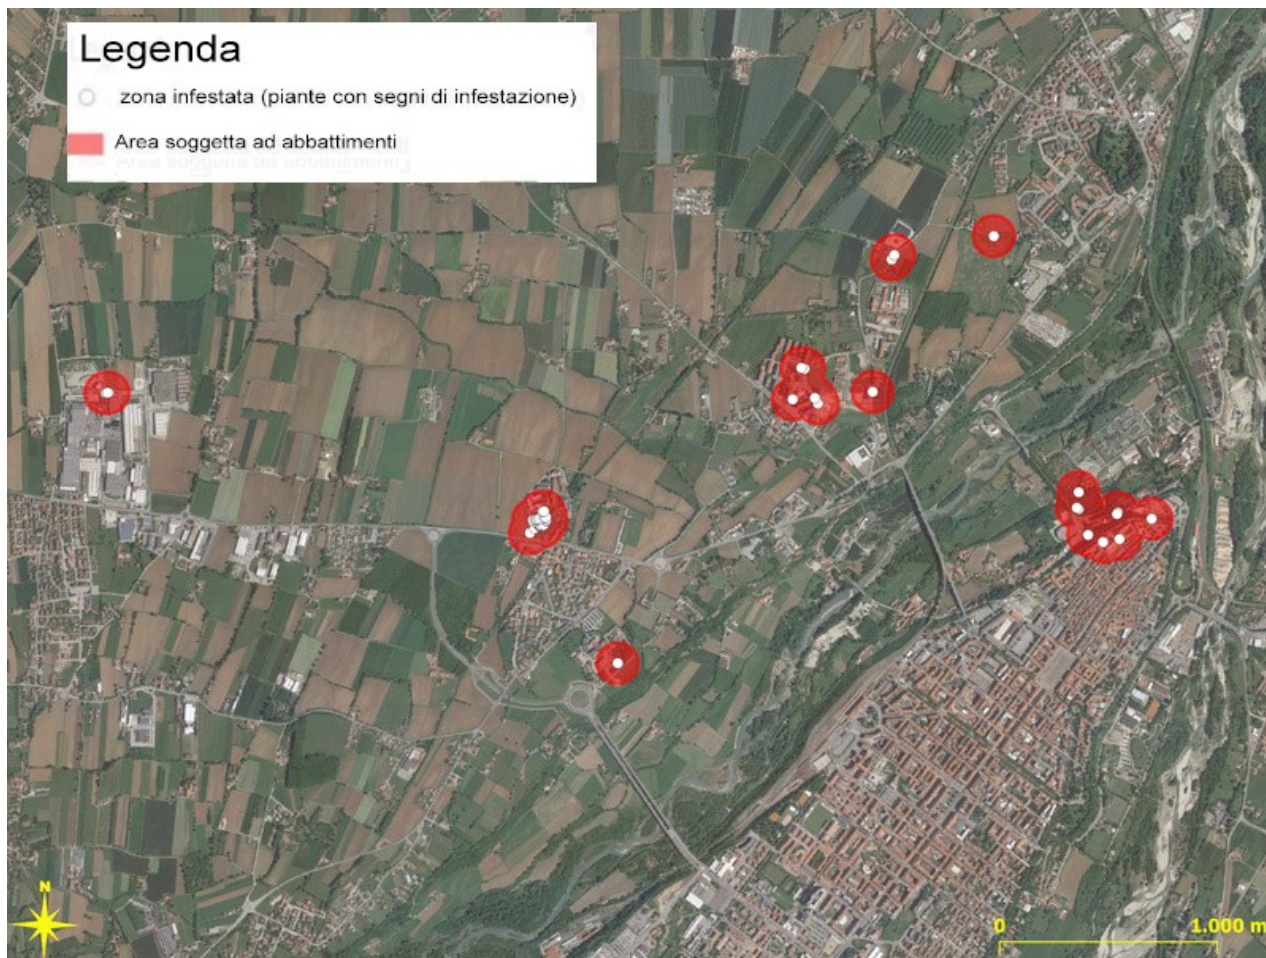 Legenda
zona infestata (piante con segni di infestazione)
Area soggetta ad abbattimenti
N
0 1.000 m